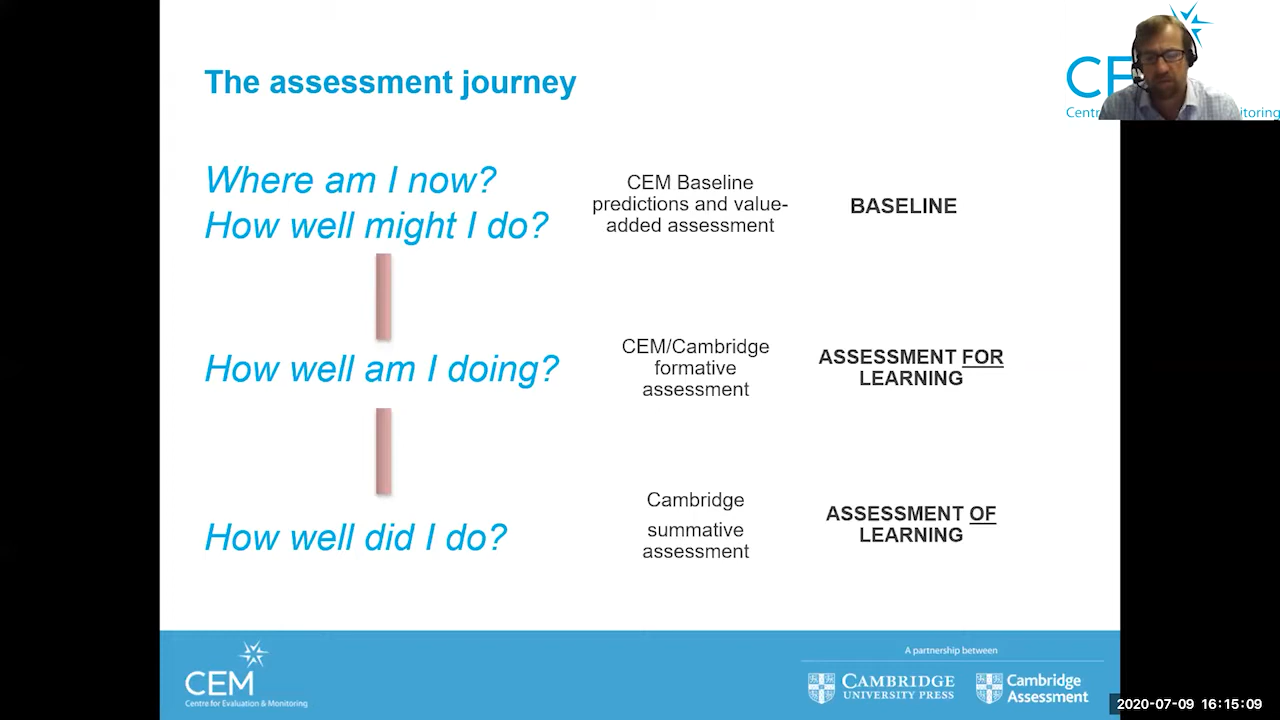 The assessment journey
CE
Centr
itoring
Where am I now?
How well might I do?
CEM Baseline
predictions and value-
added assessment
BASELINE
How well am I doing?
CEM/Cambridge
formative
assessment
ASSESSMENT FOR
LEARNING
How well did I do?
Cambridge
summative
assessment
ASSESSMENT OF
LEARNING
CEM
Centre for Evaluation & Monitoring
A partnership between
CAMBRIDGE
UNIVERSITY PRESS
Cambridge
Assessment
2020-07-09 16:15:09